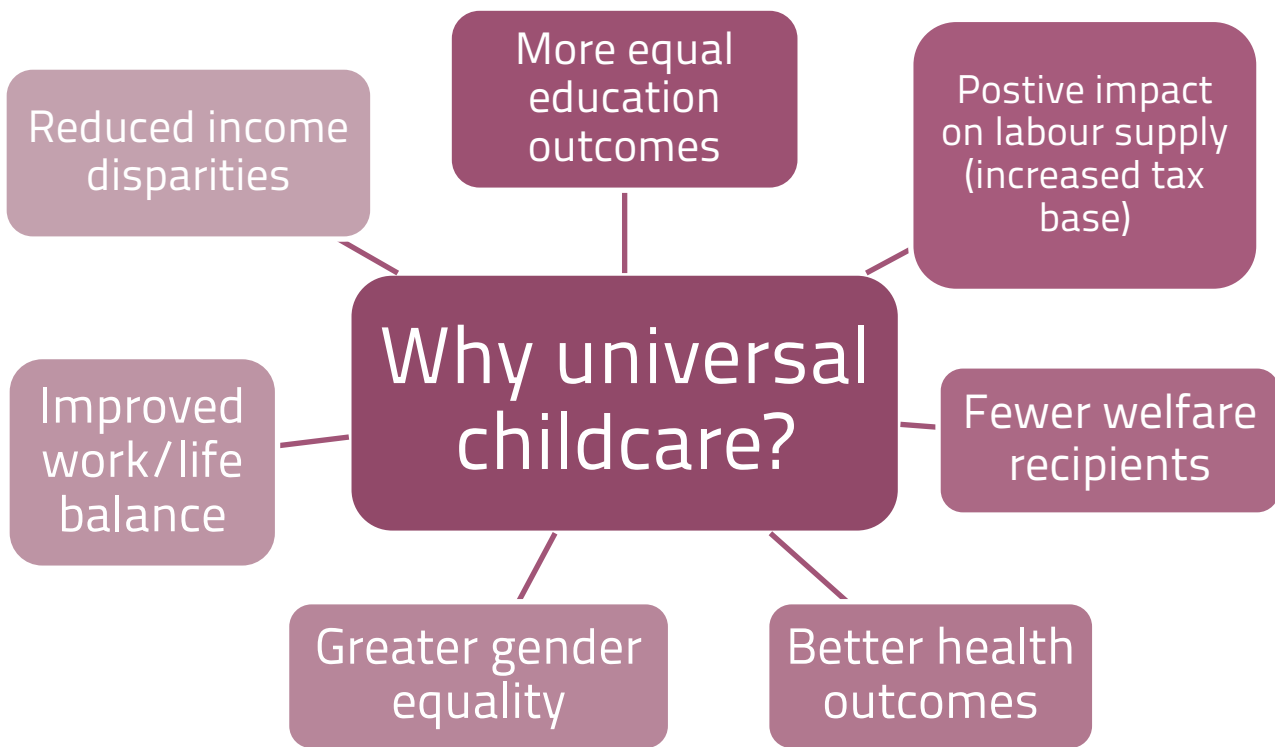 More equal
education
outcomes
Postive impact
on labour supply
(increased tax
base)
Reduced income
disparities
Why universal
childcare?
Improved
work/life
balance
Fewer welfare
recipients
Greater gender
equality
Better health
outcomes